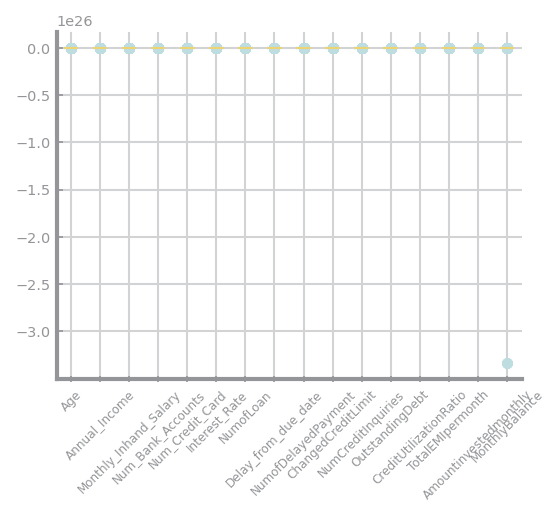 1e26
0.0
−0.5
−1.0
−1.5
−2.0
−2.5
−3.0
Age
Annual_Income
Monthly_Inhand_Salary
Num_Bank_Accounts
Num_Credit_Card
Interest_Rate
NumofLoan
Delay_from_due_date
NumofDelayedPayment
ChangedCreditLimit
NumCreditInquiries
OutstandingDebt
CreditUtilizationRatio
TotalEMIpermonth
Amountinvestedmonthly
MonthlyBalance